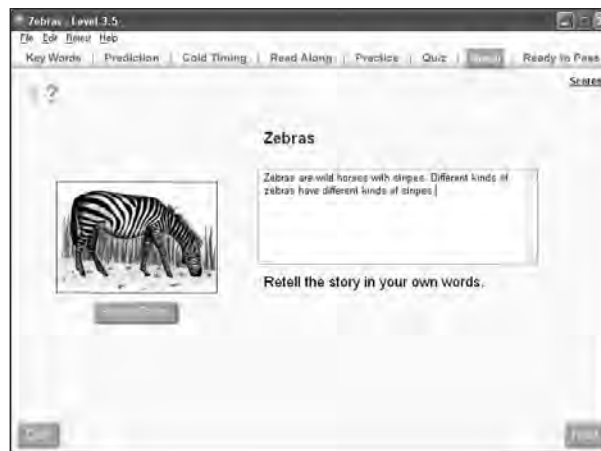 Zebras Level 3.5
File Edit Select Help
Key Words | Prediction | Cold Timing | Read Along | Practice | Quiz | | Ready to Pass
Scores
?
Zebras
Zebras are wild horses with stripes. Different kinds of
zebras have different kinds of stripes.
Retell the story in your own words.